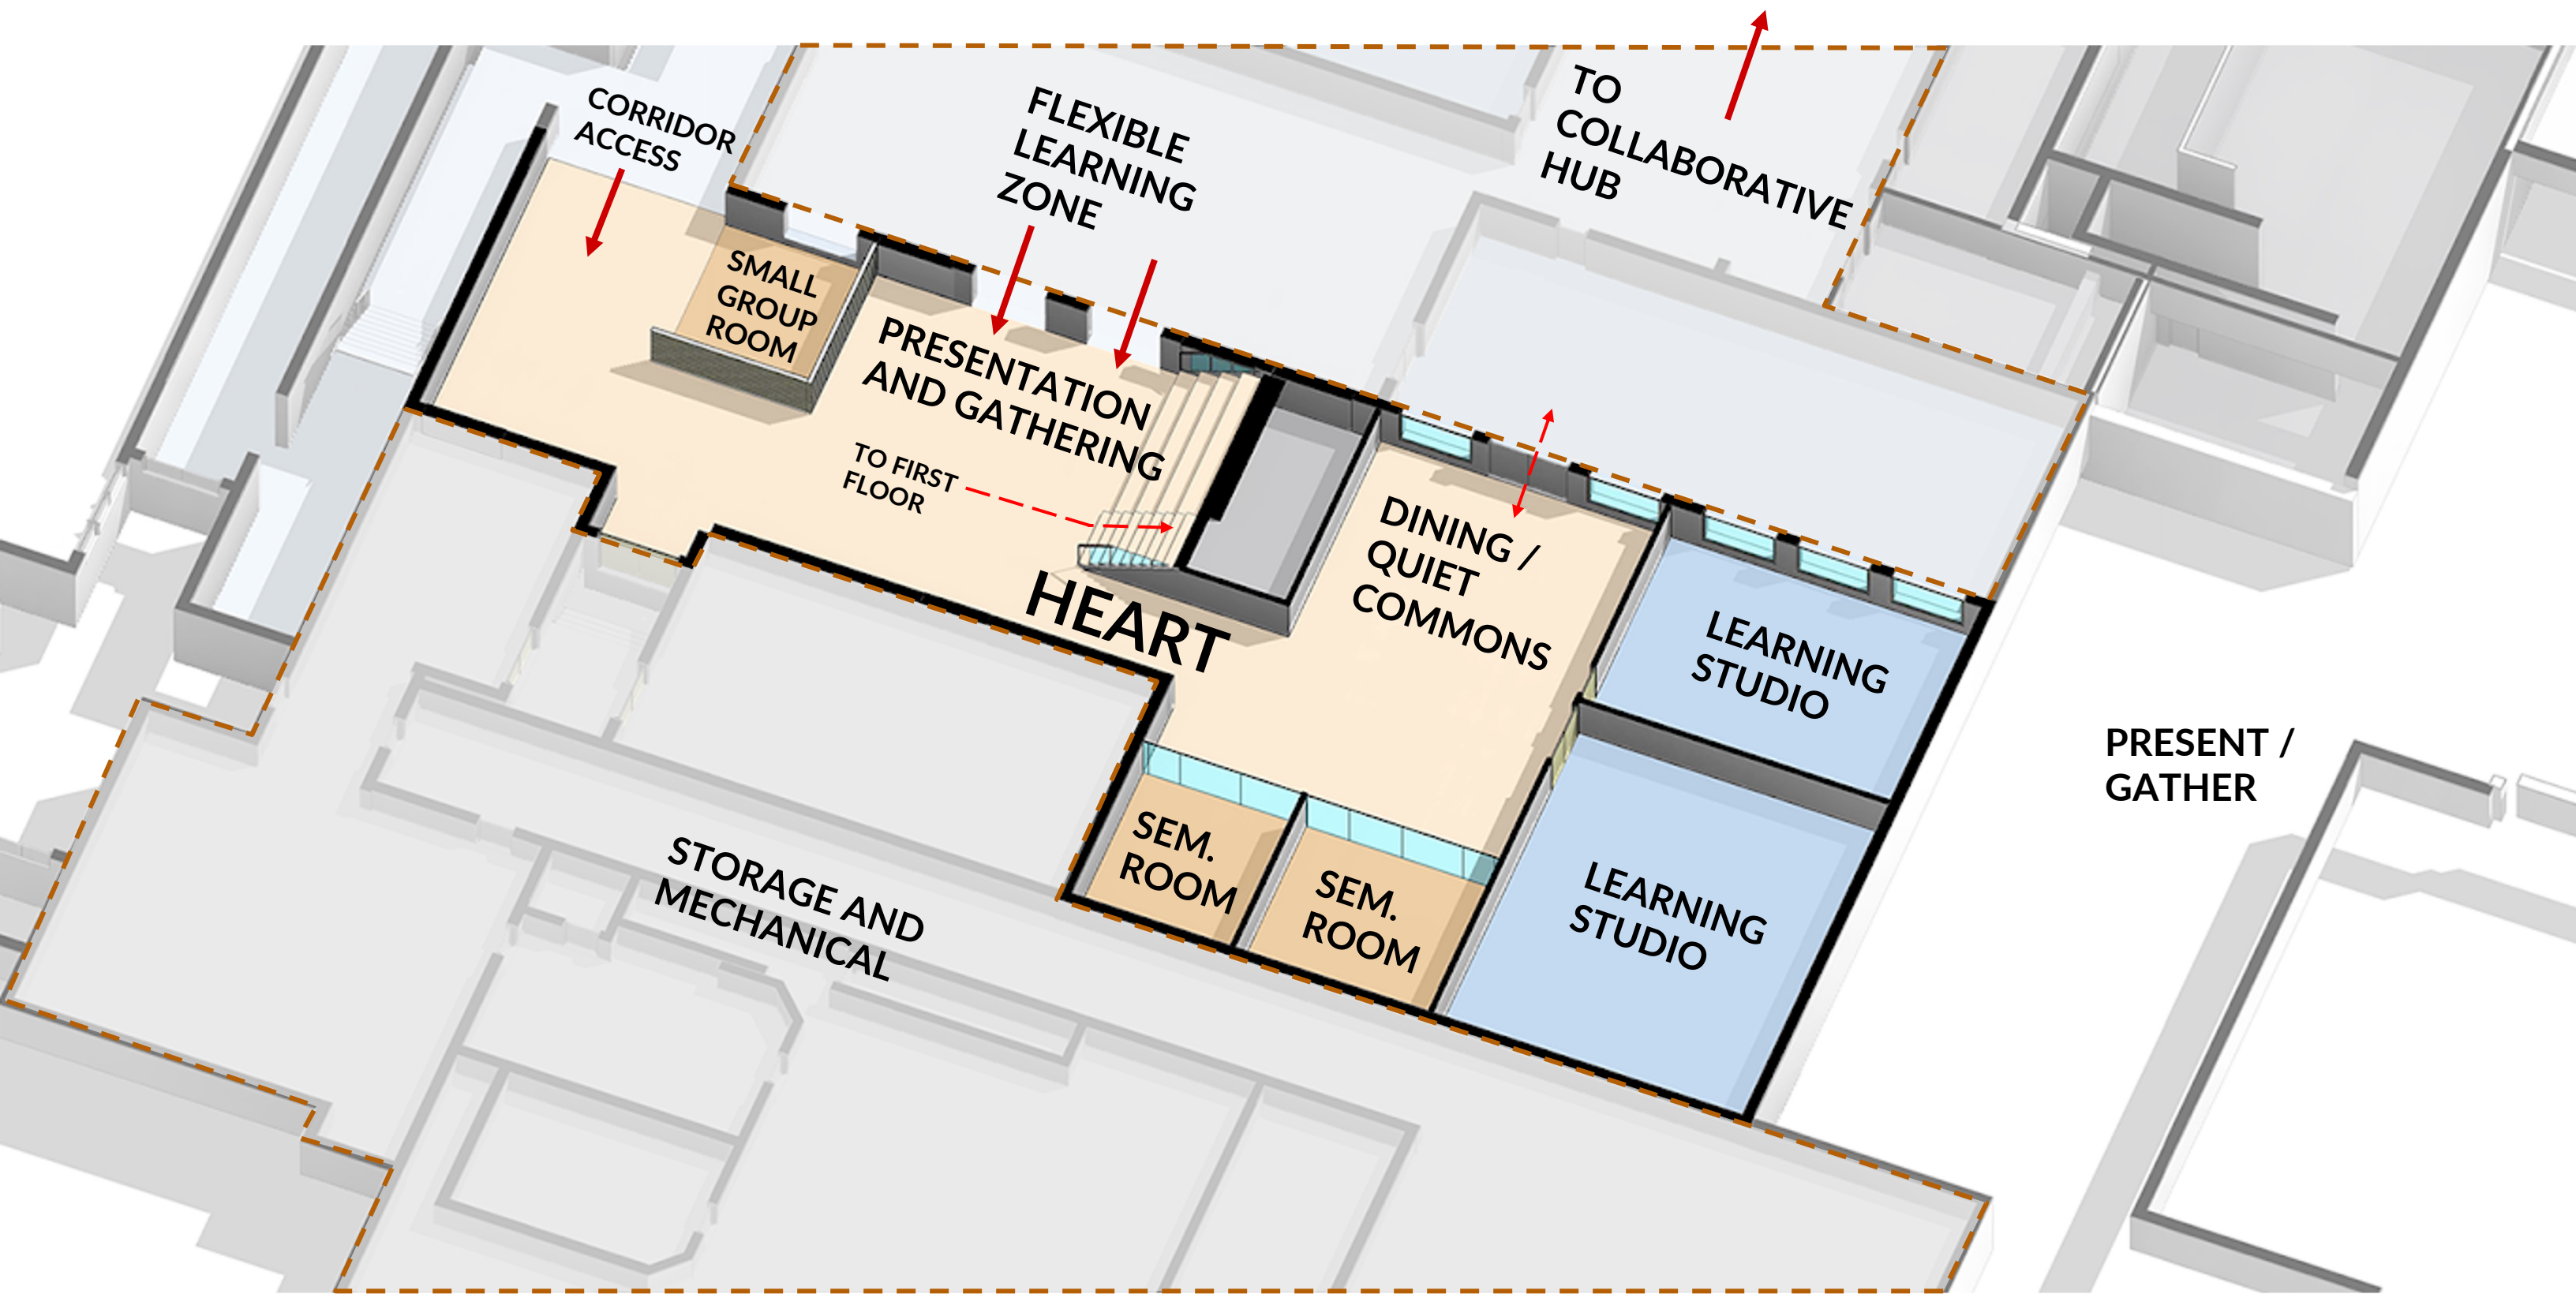 CORRIDOR
ACCESS
FLEXIBLE
LEARNING
ZONE
TO
COLLABORATIVE
HUB
SMALL
GROUP
ROOM
PRESENTATION
AND GATHERING
TO FIRST
FLOOR
HEART
DINING /
QUIET
COMMONS
LEARNING
STUDIO
PRESENT /
GATHER
SEM.
ROOM
SEM.
ROOM
LEARNING
STUDIO
STORAGE AND
MECHANICAL